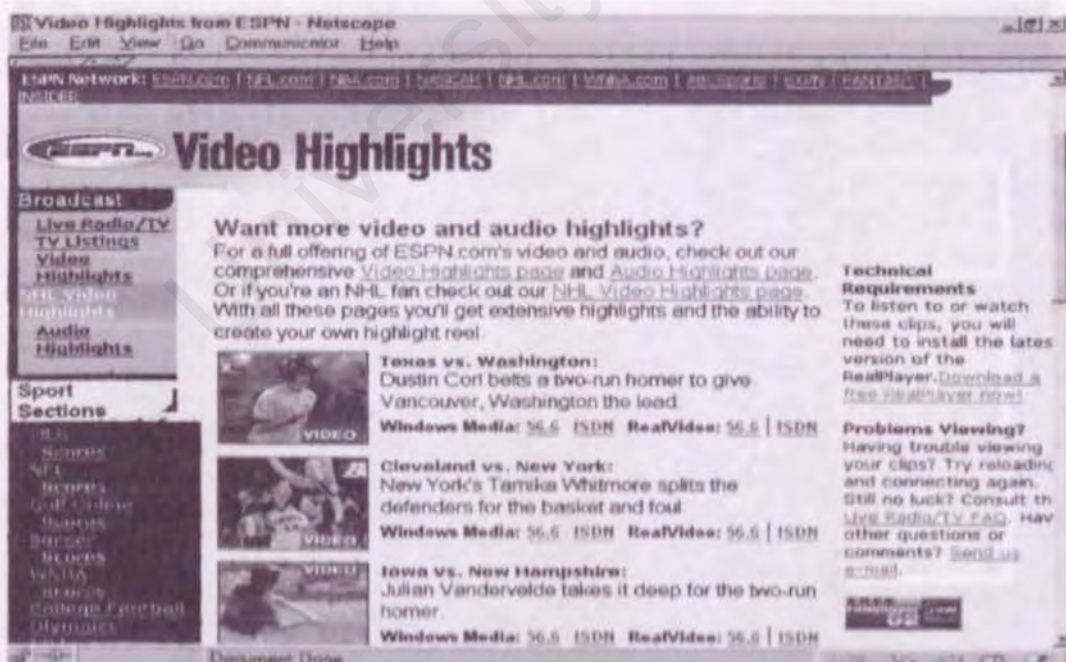 Video Highlights from ESPN - Netscape
File Edit View Go Communicator Help
ESPN Network: ESPN.com | NFL.com | NBA.com | NASCAR | NHL.com | WNBA.com | ABCSports | EXPN | FANTASY |
INSIDER
ESPN Video Highlights
Broadcast
Live Radio/TV
TV Listings
Video
Highlights
NHL Video
Highlights
Audio
Highlights
Sport
Sections
Scores
NFL
Scores
Golf Online
Scores
Soccer
Scores
WNBA
Scores
College Football
Olympics
Want more video and audio highlights?
For a full offering of ESPN.com's video and audio, check out our
comprehensive Video Highlights page and Audio Highlights page.
Or if you're an NHL fan check out our NHL Video Highlights page.
With all these pages you'll get extensive highlights and the ability to
create your own highlight reel.
VIDEO
Texas vs. Washington:
Dustin Corl belts a two-run homer to give
Vancouver, Washington the lead.
Windows Media: 56.6 ISDN RealVideo: 56.6 | ISDN
VIDEO
Cleveland vs. New York:
New York's Tamika Whitmore splits the
defenders for the basket and foul.
Windows Media: 56.6 ISDN RealVideo: 56.6 | ISDN
VIDEO
Iowa vs. New Hampshire:
Julian Vandervelde takes it deep for the two-run
homer.
Windows Media: 56.6 ISDN RealVideo: 56.6 | ISDN
Technical
Requirements
To listen to or watch
these clips, you will
need to install the lates
version of the
RealPlayer. Download a
free RealPlayer now!
Problems Viewing?
Having trouble viewing
your clips? Try reloading
and connecting again.
Still no luck? Consult th
Live Radio/TV FAQ. Hav
other questions or
comments? Send us
e-mail.
Document Done
University